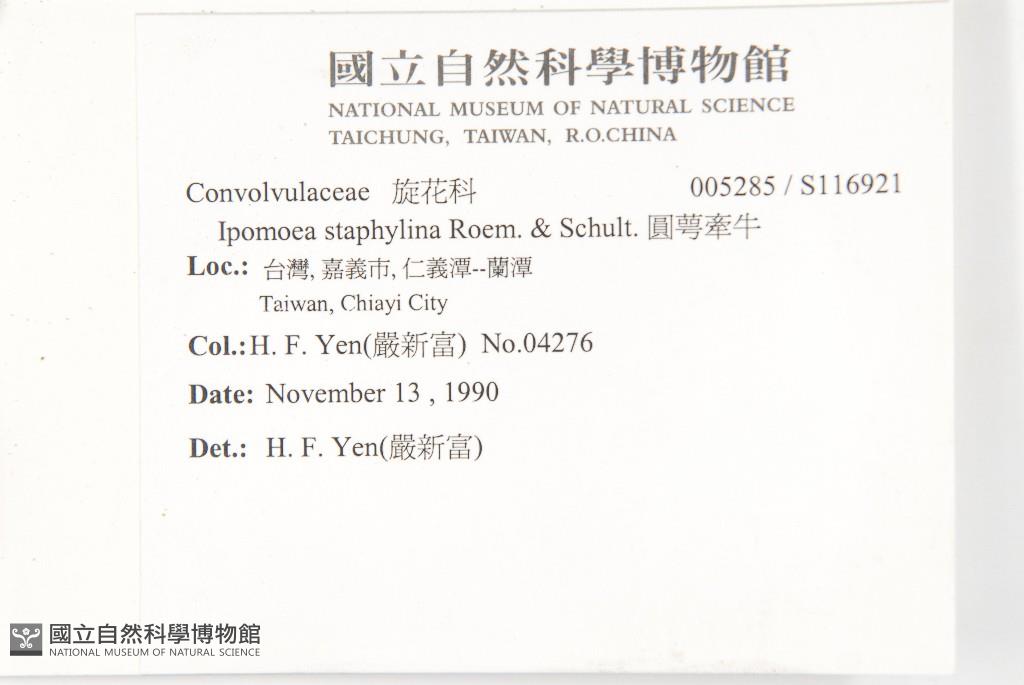 國立自然科學博物館
NATIONAL MUSEUM OF NATURAL SCIENCE
TAICHUNG, TAIWAN, R.O.CHINA
Convolvulaceae 旋花科 005285 / S116921
Ipomoea staphylina Roem. & Schult. 圓萼牽牛
Loc.: 台灣, 嘉義市, 仁義潭--蘭潭
Taiwan, Chiayi City
Col.: H. F. Yen(嚴新富) No.04276
Date: November 13 , 1990
Det.: H. F. Yen(嚴新富)
國立自然科學博物館
NATIONAL MUSEUM OF NATURAL SCIENCE